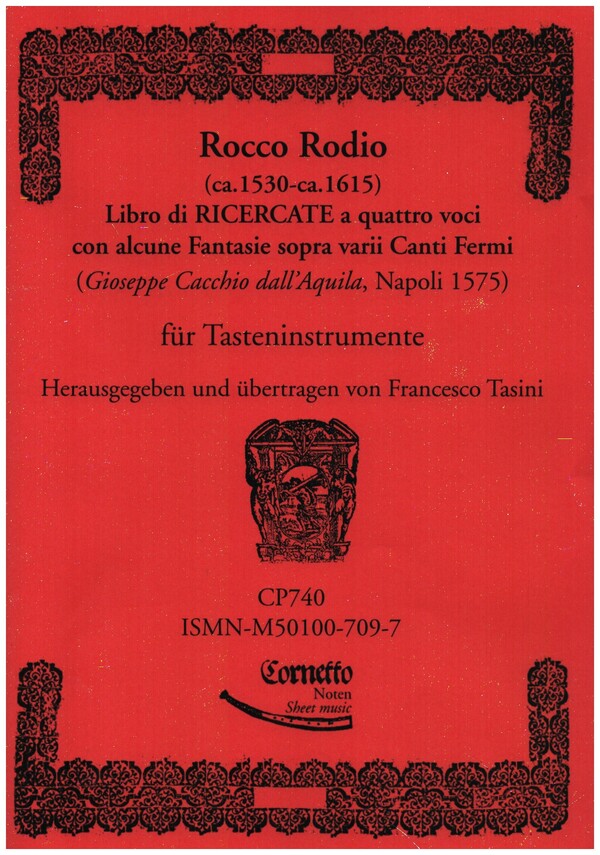 Rocco Rodio
(ca.1530-ca.1615)
Libro di RICERCATE a quattro voci
con alcune Fantasie sopra varii Canti Fermi
(Gioseppe Cacchio dall'Aquila, Napoli 1575)
für Tasteninstrumente
Herausgegeben und übertragen von Francesco Tasini
CP740
ISMN-M50100-709-7
Cornetto
Noten
Sheet music